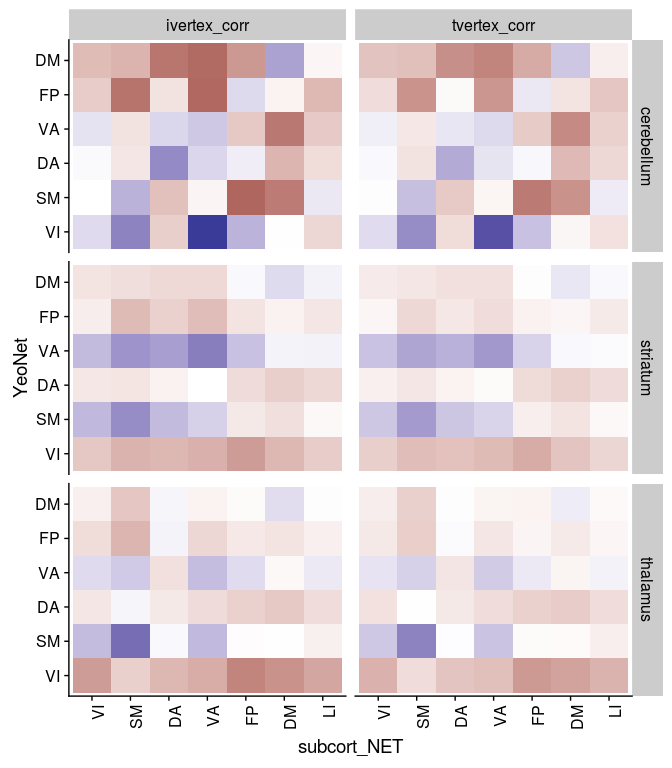 ivertex_corr
tvertex_corr
DM
FP
VA
DA
SM
VI
cerebellum
DM
FP
VA
DA
SM
VI
striatum
DM
FP
VA
DA
SM
VI
thalamus
YeoNet
VI SM DA VA FP DM LI
VI SM DA VA FP DM LI
subcort_NET